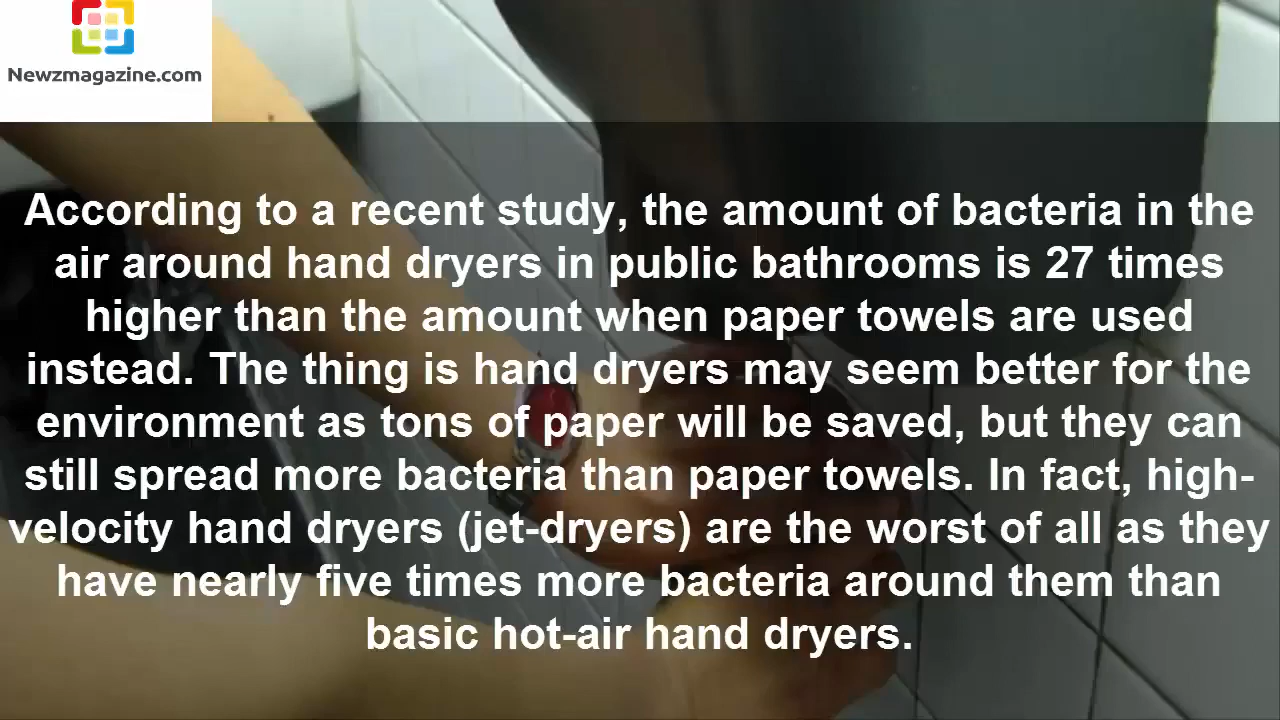 Newzmagazine.com
According to a recent study, the amount of bacteria in the
air around hand dryers in public bathrooms is 27 times
higher than the amount when paper towels are used
instead. The thing is hand dryers may seem better for the
environment as tons of paper will be saved, but they can
still spread more bacteria than paper towels. In fact, high-
velocity hand dryers (jet-dryers) are the worst of all as they
have nearly five times more bacteria around them than
basic hot-air hand dryers.